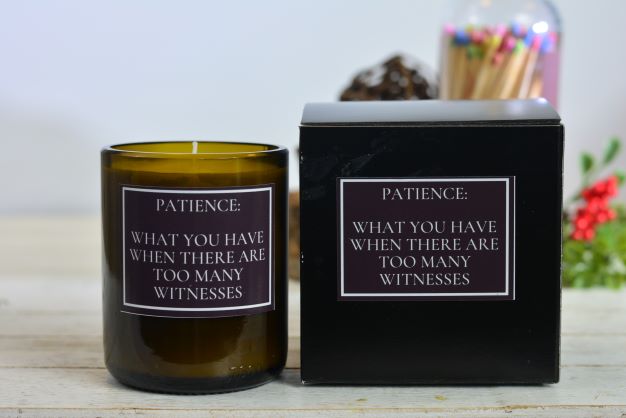 PATIENCE:
WHAT YOU HAVE
WHEN THERE ARE
TOO MANY
WITNESSES
PATIENCE:
WHAT YOU HAVE
WHEN THERE ARE
TOO MANY
WITNESSES